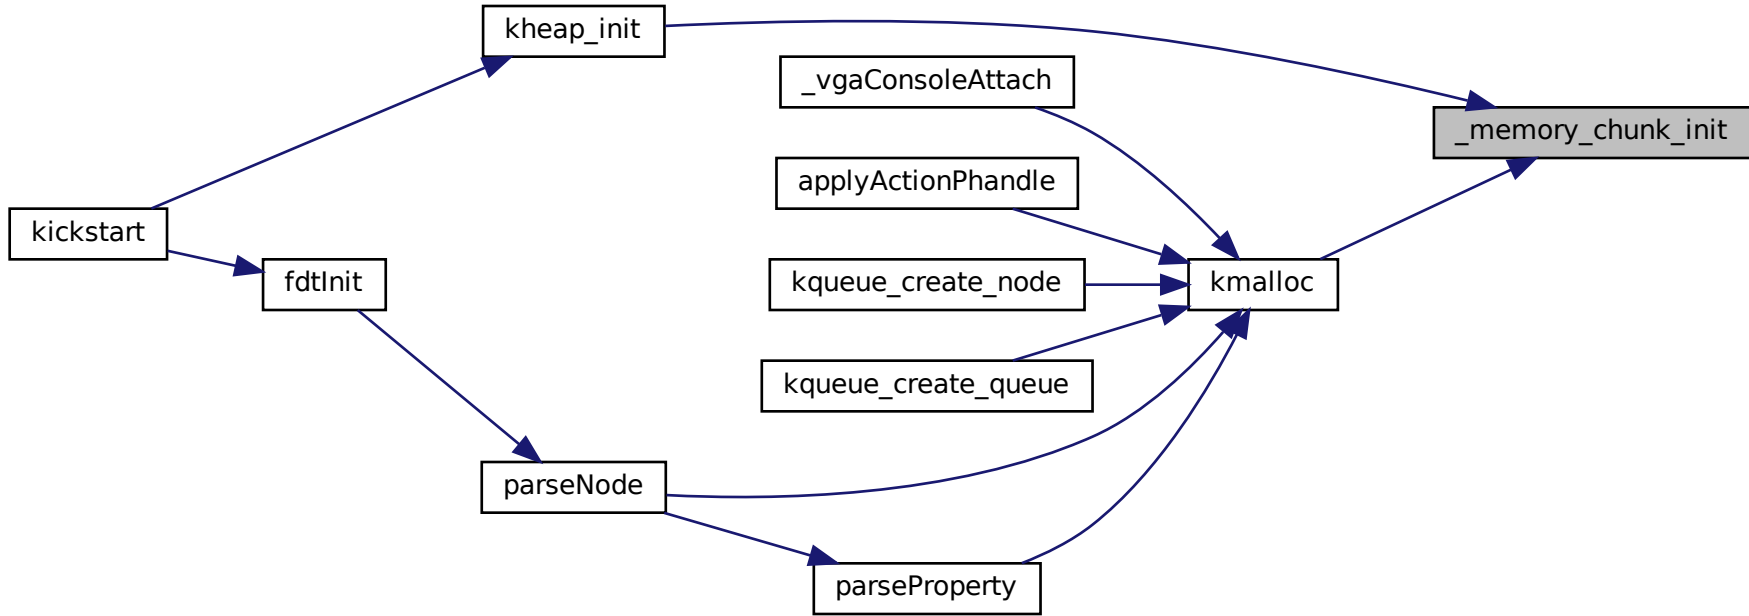 kheap_init
_vgaConsoleAttach
_memory_chunk_init
applyActionPhandle
kickstart
fdtInit
kqueue_create_node
kmalloc
kqueue_create_queue
parseNode
parseProperty